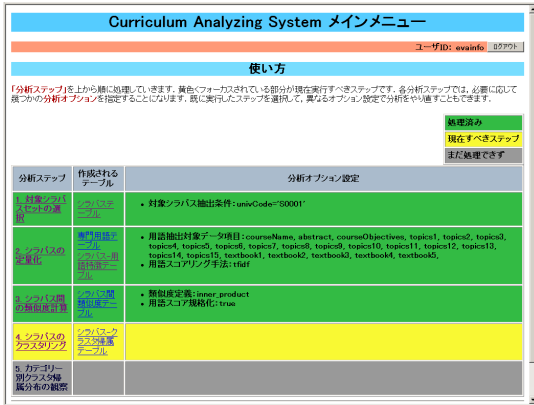 Curriculum Analyzing System メインメニュー
ユーザID: evainfo ログアウト
使い方
「分析ステップ」を上から順に処理していきます. 黄色くフォーカスされている部分が現在実行すべきステップです. 各分析ステップでは, 必要に応じて
幾つかの分析オプションを指定することになります. 既に実行したステップを選択して, 異なるオプション設定で分析をやり直すこともできます.
処理済み
現在すべきステップ
まだ処理できず
分析ステップ
作成される
テーブル
分析オプション設定
1. 対象シラバ
スセットの選
択
シラバステ
ーブル
• 対象シラバス抽出条件:univCode='S0001'
2. シラバスの
定量化
専門用語テ
ーブル
シラバス-用
語特徴テー
ブル
• 用語抽出対象データ項目:courseName, abstract, courseObjectives, topics1, topics2, topics3,
topics4, topics5, topics6, topics7, topics8, topics9, topics10, topics11, topics12, topics13,
topics14, topics15, textbook1, textbook2, textbook3, textbook4, textbook5,
• 用語スコアリング手法:tfidf
3. シラバス間
の類似度計算
シラバス間
類似度テー
ブル
• 類似度定義:inner_product
• 用語スコア規格化:true
4. シラバスの
クラスタリング
シラバス-ク
ラスタ帰属
テーブル
5. カテゴリー
別クラスタ帰
属分布の観察